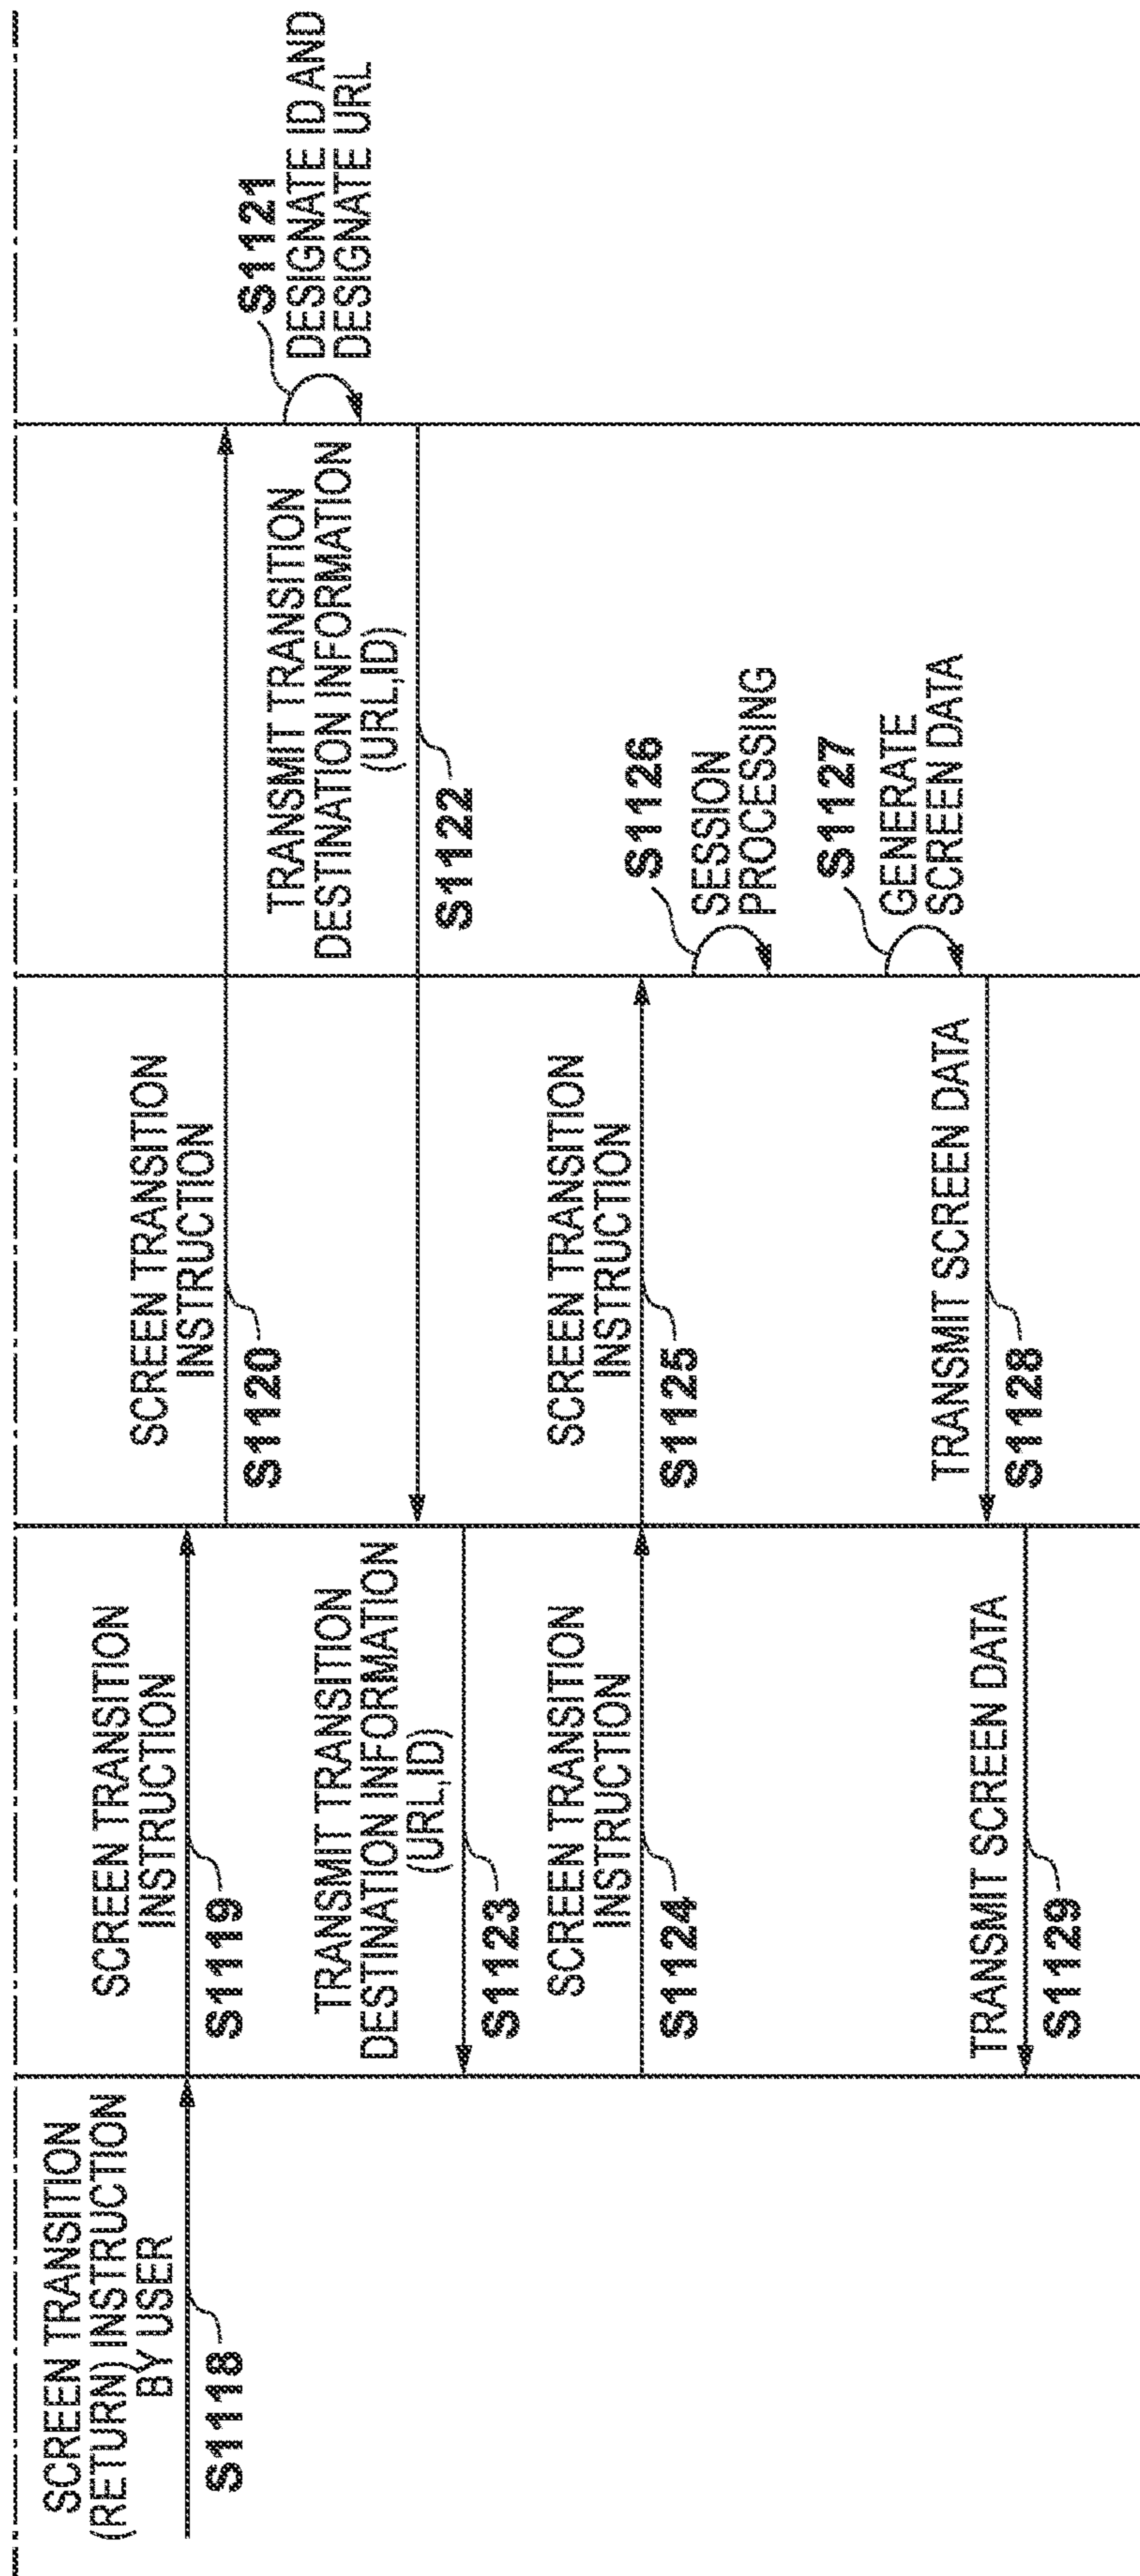 SCREEN TRANSITION
(RETURN) INSTRUCTION
BY USER
S1118
SCREEN TRANSITION
INSTRUCTION
S1119
SCREEN TRANSITION
INSTRUCTION
S1120
S1121
DESIGNATE ID AND
DESIGNATE URL
TRANSMIT TRANSITION
DESTINATION INFORMATION
(URL,ID)
S1122
TRANSMIT TRANSITION
DESTINATION INFORMATION
(URL,ID)
S1123
SCREEN TRANSITION
INSTRUCTION
S1124
SCREEN TRANSITION
INSTRUCTION
S1125
S1126
SESSION
PROCESSING
S1127
GENERATE
SCREEN DATA
TRANSMIT SCREEN DATA
S1128
TRANSMIT SCREEN DATA
S1129